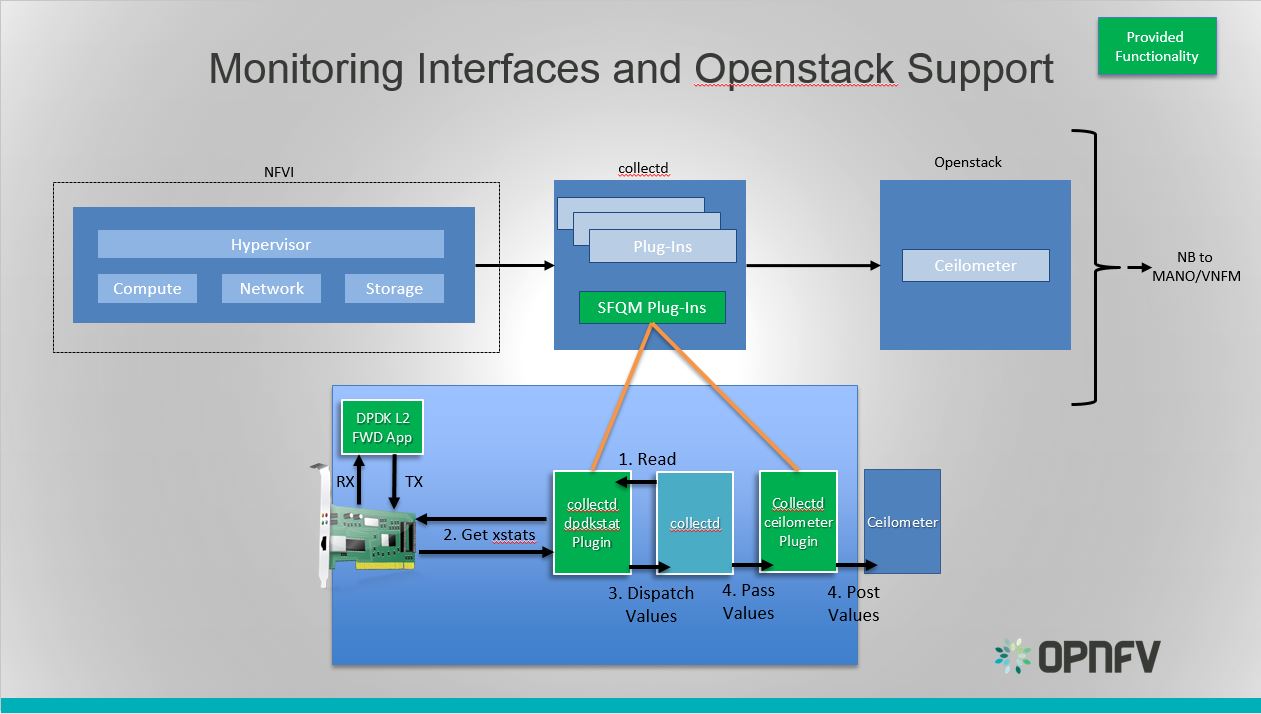 Monitoring Interfaces and Openstack Support
Provided
Functionality
NFVI
collectd
Openstack
Hypervisor
Compute
Network
Storage
Plug-Ins
SFQM Plug-Ins
Ceilometer
NB to
MANO/VNFM
DPDK L2
FWD App
RX
TX
1. Read
2. Get xstats
collectd
dpdkstat
Plugin
collectd
Collectd
ceilometer
Plugin
Ceilometer
3. Dispatch
Values
4. Pass
Values
4. Post
Values
OPNFV